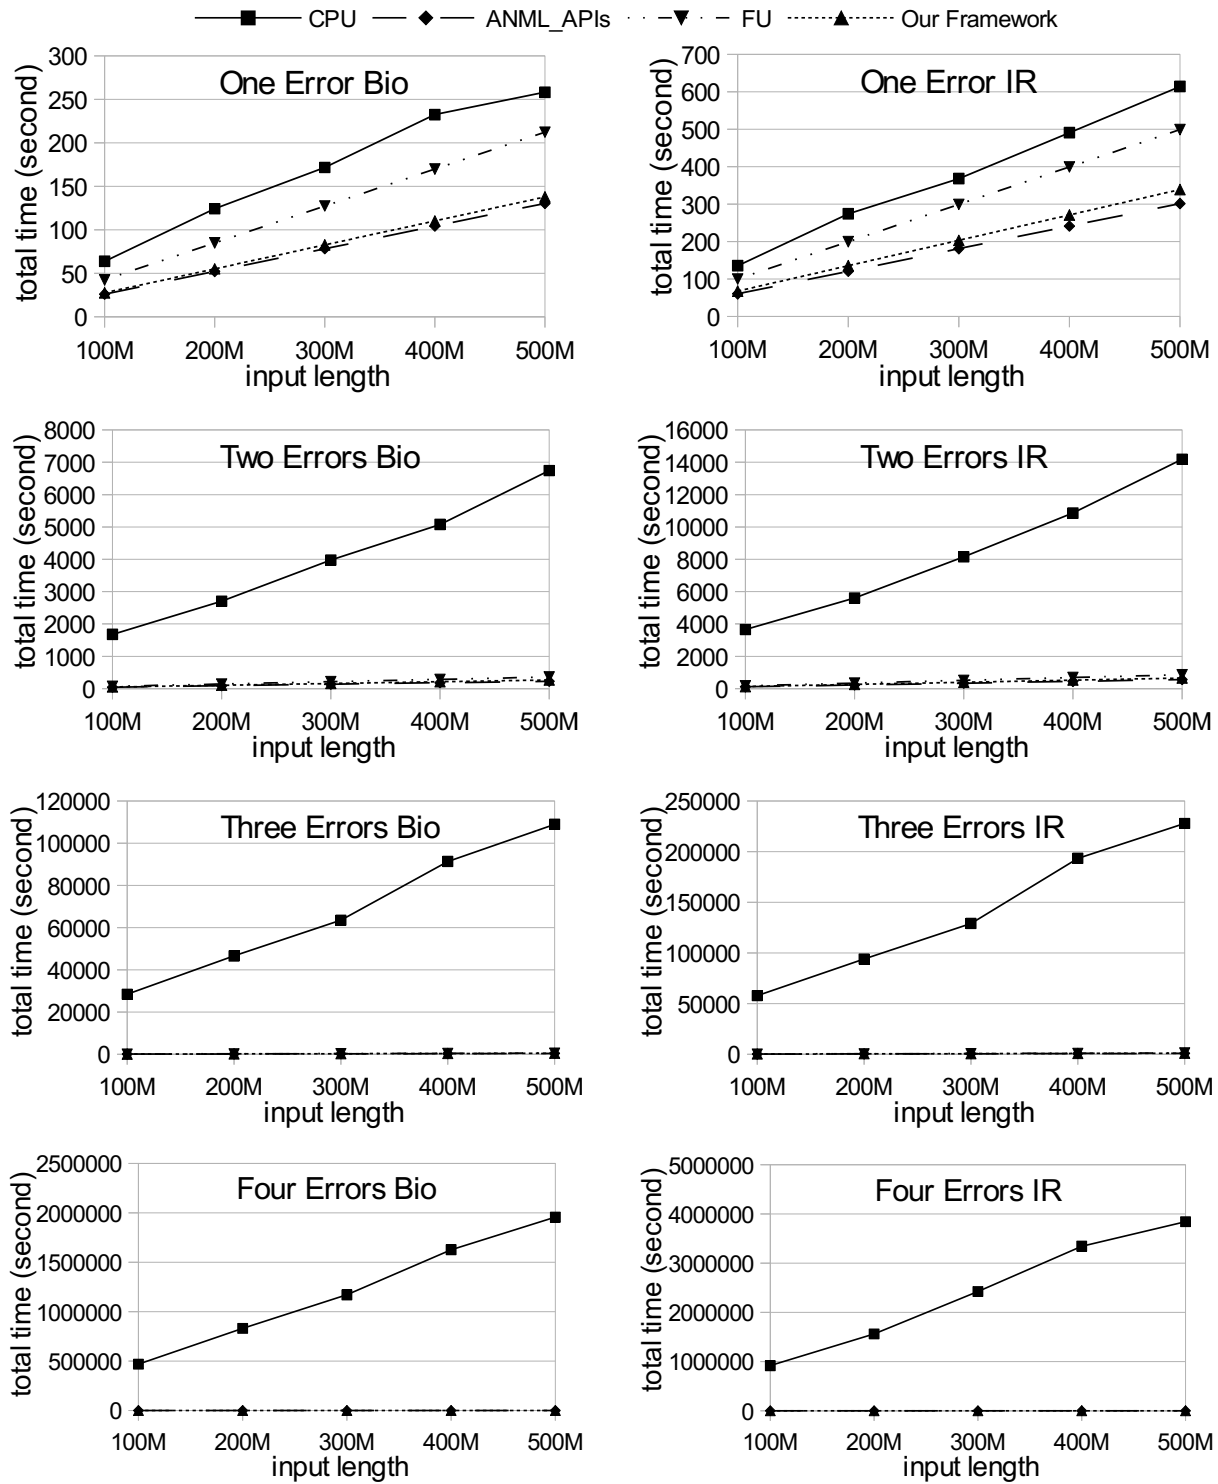 CPU ANML_APIs FU Our Framework
One Error Bio
total time (second)
300
250
200
150
100
50
0
100M 200M 300M 400M 500M
input length
One Error IR
total time (second)
700
600
500
400
300
200
100
0
100M 200M 300M 400M 500M
input length
Two Errors Bio
total time (second)
8000
7000
6000
5000
4000
3000
2000
1000
0
100M 200M 300M 400M 500M
input length
Two Errors IR
total time (second)
16000
14000
12000
10000
8000
6000
4000
2000
0
100M 200M 300M 400M 500M
input length
Three Errors Bio
total time (second)
120000
100000
80000
60000
40000
20000
0
100M 200M 300M 400M 500M
input length
Three Errors IR
total time (second)
250000
200000
150000
100000
50000
0
100M 200M 300M 400M 500M
input length
Four Errors Bio
total time (second)
2500000
2000000
1500000
1000000
500000
0
100M 200M 300M 400M 500M
input length
Four Errors IR
total time (second)
5000000
4000000
3000000
2000000
1000000
0
100M 200M 300M 400M 500M
input length